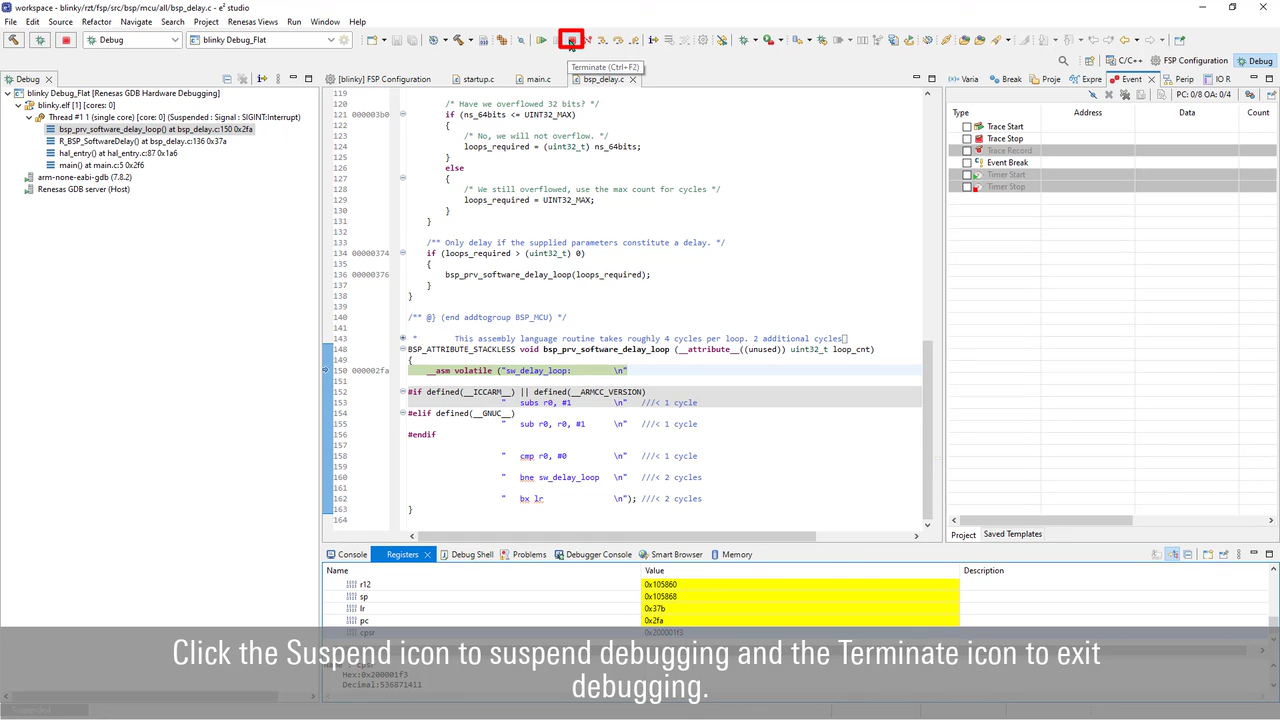 workspace - blinky/rzt/fsp/src/bsp/mcu/all/bsp_delay.c - e² studio
File Edit Source Refactor Navigate Search Project Renesas Views Run Window Help
Debug blinky Debug_Flat
Terminate (Ctrl+F2)
C/C++ FSP Configuration Debug
Debug
[blinky] FSP Configuration startup.c main.c bsp_delay.c
Varia Break Proje Expre Event Perip IO R
PC: 0/8 OA: 0/4
blinky Debug_Flat [Renesas GDB Hardware Debugging]
blinky.elf [1] [cores: 0]
Thread #1 1 (single core) [core: 0] (Suspended : Signal : SIGINT:Interrupt)
bsp_prv_software_delay_loop() at bsp_delay.c:150 0x2fa
R_BSP_SoftwareDelay() at bsp_delay.c:136 0x37a
hal_entry() at hal_entry.c:87 0x1a6
main() at main.c:5 0x2f6
arm-none-eabi-gdb (7.8.2)
Renesas GDB server (Host)
119
120 /* Have we overflowed 32 bits? */
121 000003b0 if (ns_64bits <= UINT32_MAX)
122 {
123 /* No, we will not overflow. */
124 loops_required = (uint32_t) ns_64bits;
125 }
126 else
127 {
128 /* We still overflowed, use the max count for cycles */
129 loops_required = UINT32_MAX;
130 }
131 }
132
133 /** Only delay if the supplied parameters constitute a delay. */
134 00000374 if (loops_required > (uint32_t) 0)
135 {
136 00000376 bsp_prv_software_delay_loop(loops_required);
137 }
138 }
139
140 /** @} (end addtogroup BSP_MCU) */
141
143 * This assembly language routine takes roughly 4 cycles per loop. 2 additional cycles
148 BSP_ATTRIBUTE_STACKLESS void bsp_prv_software_delay_loop (__attribute__((unused)) uint32_t loop_cnt)
149 {
150 000002fa __asm volatile ("sw_delay_loop: \n"
151
152 #if defined(__ICCARM__) || defined(__ARMCC_VERSION)
153 " subs r0, #1 \n" ///< 1 cycle
154 #elif defined(__GNUC__)
155 " sub r0, r0, #1 \n" ///< 1 cycle
156 #endif
157
158 " cmp r0, #0 \n" ///< 1 cycle
159
160 " bne sw_delay_loop \n" ///< 2 cycles
161
162 " bx lr \n"); ///< 2 cycles
163 }
164
Type Address Data Count
Trace Start
Trace Stop
Trace Record
Event Break
Timer Start
Timer Stop
Project Saved Templates
Console Registers Debug Shell Problems Debugger Console Smart Browser Memory
Name Value Description
r12 0x105860
sp 0x105868
lr 0x37b
pc 0x2fa
cpsr 0x200001f3
cpsr
Hex:0x200001f3
Decimal:536871411
Suspended
Click the Suspend icon to suspend debugging and the Terminate icon to exit
debugging.